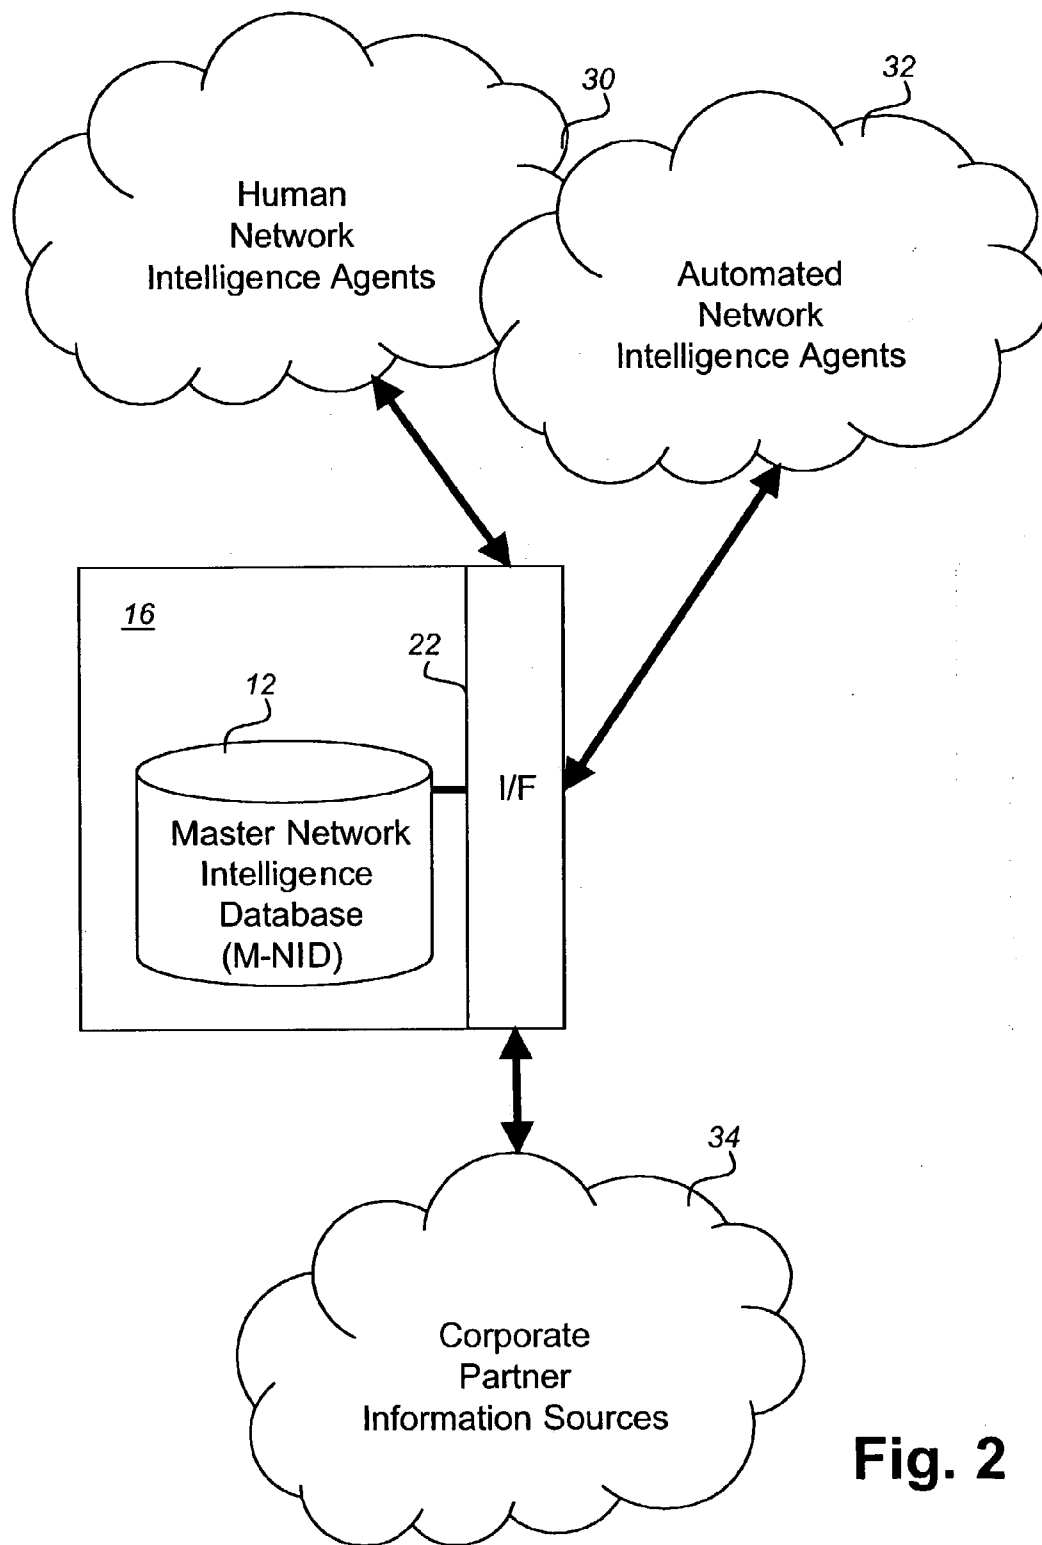 30
32
Human
Network
Intelligence Agents
Automated
Network
Intelligence Agents
16
22
12
I/F
Master Network
Intelligence
Database
(M-NID)
34
Corporate
Partner
Information Sources
Fig. 2